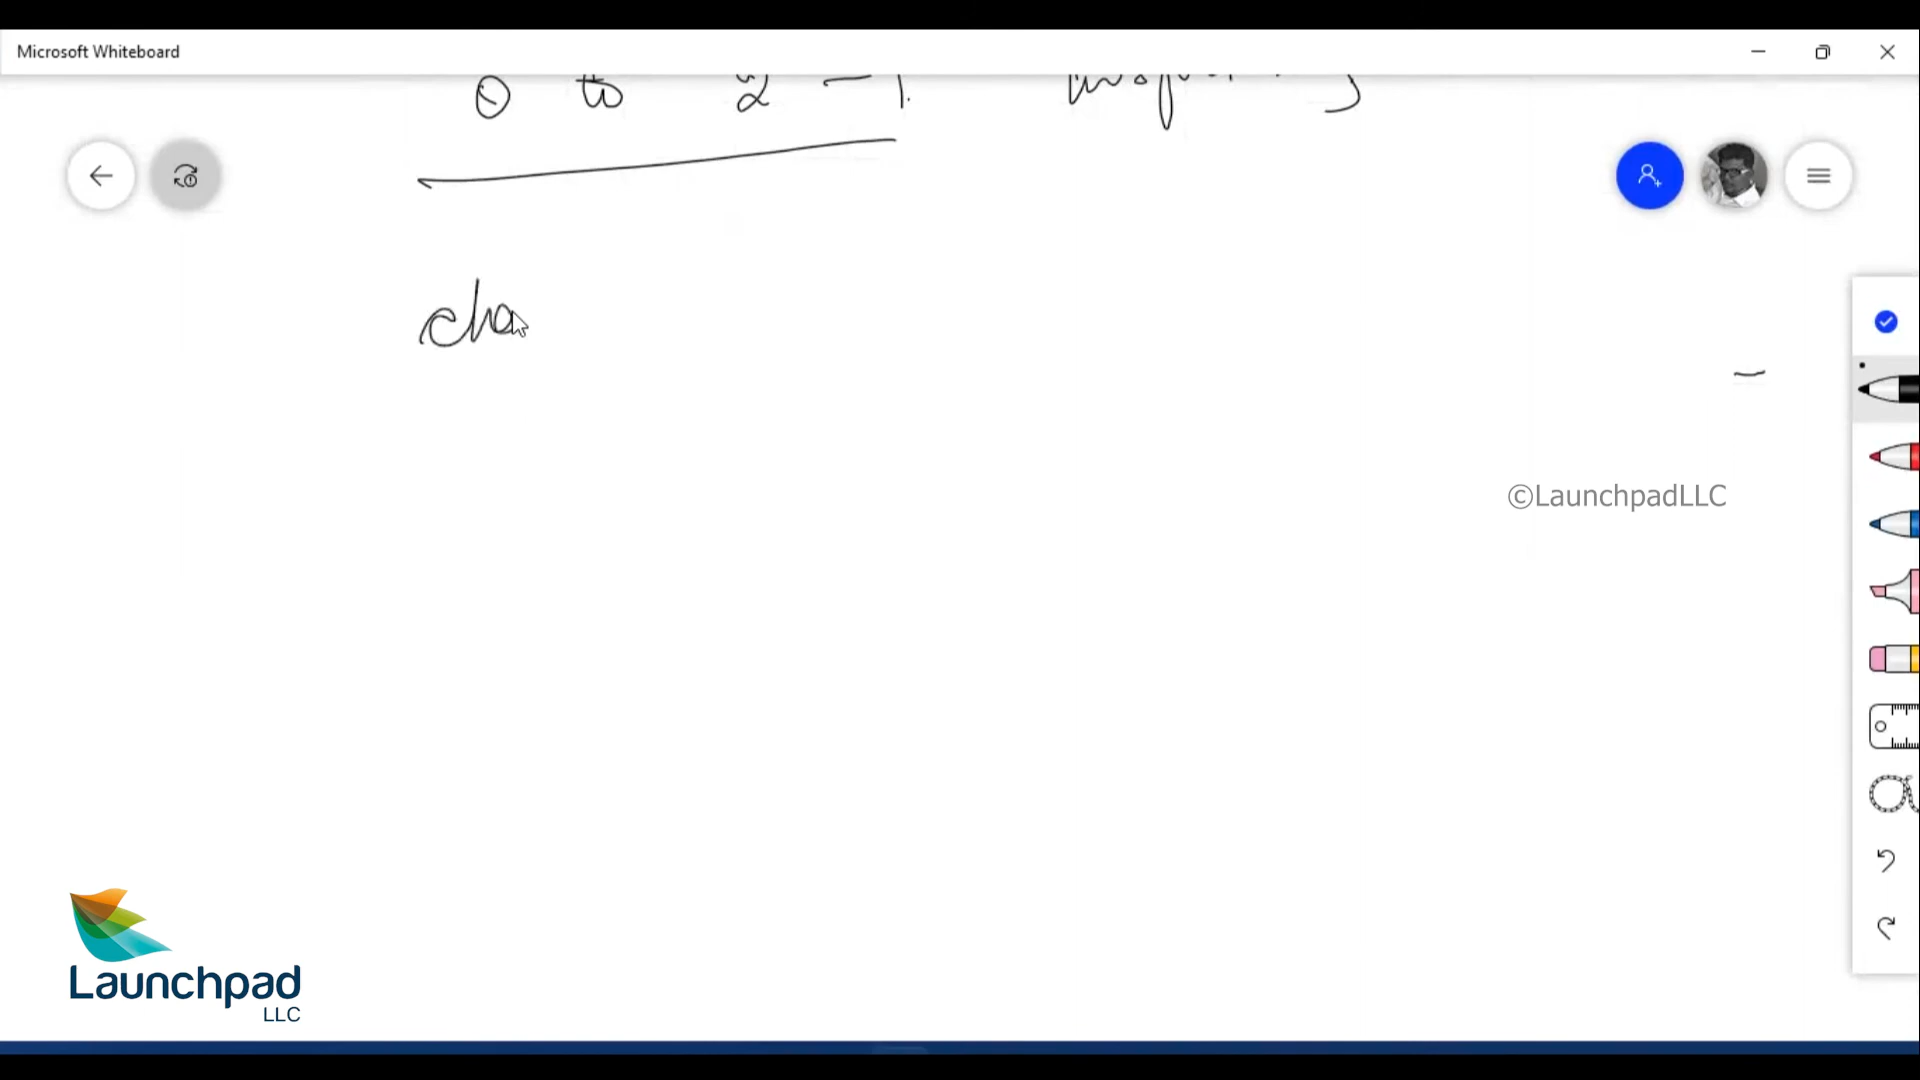 Microsoft Whiteboard
0 to 2 - 1
cha
©LaunchpadLLC
Launchpad
LLC